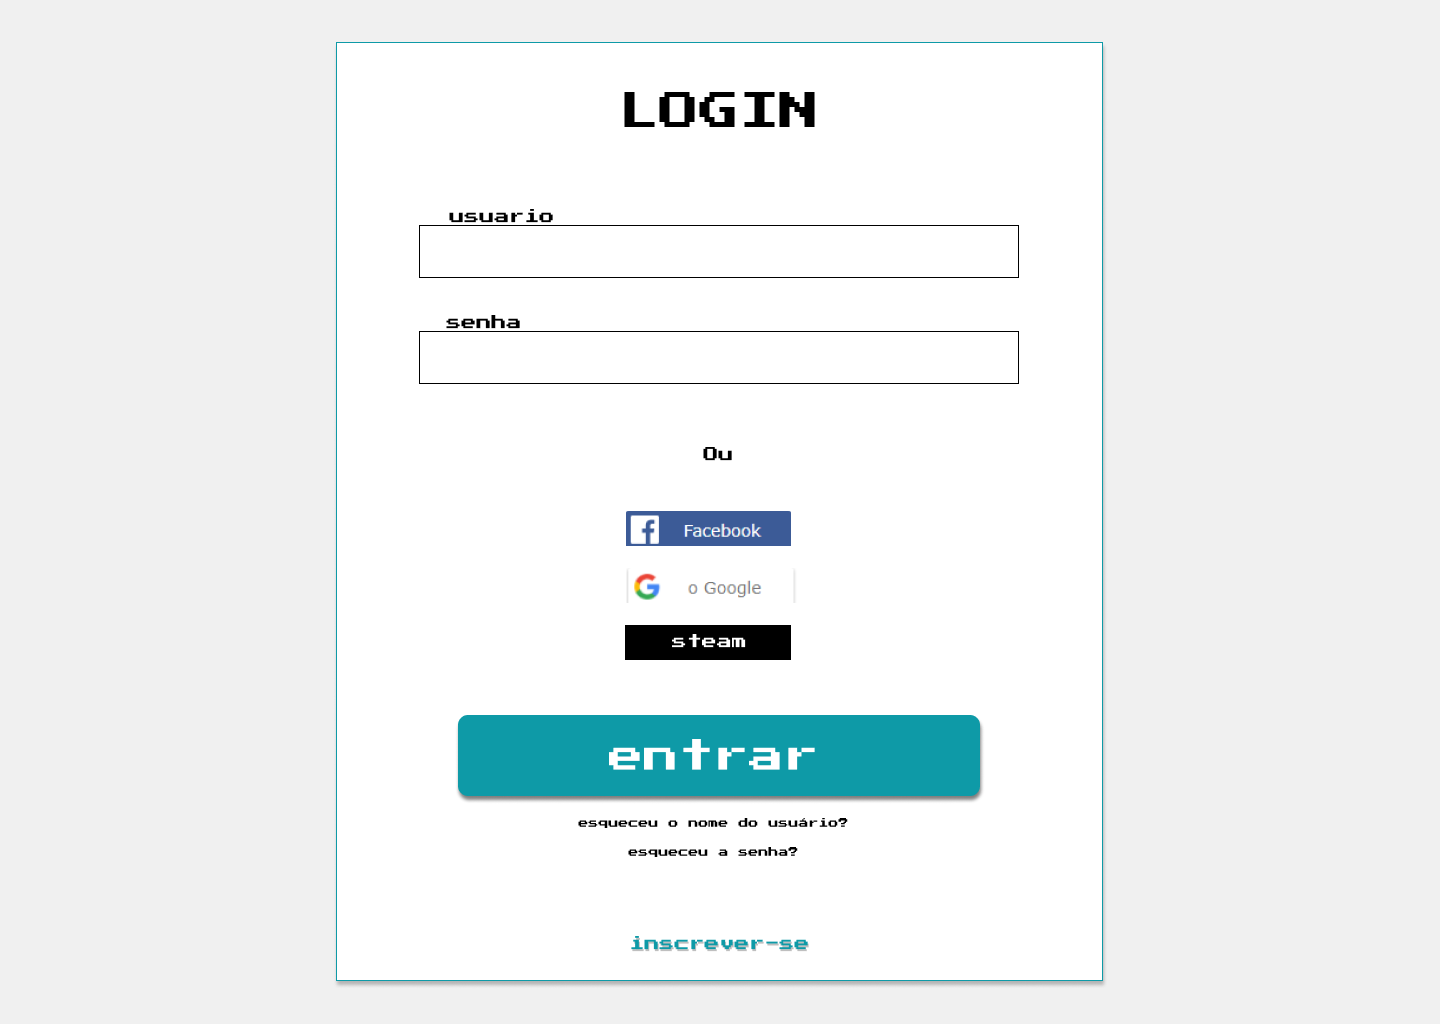 LOGIN
usuario
senha
Ou
Facebook
o Google
steam
entrar
esqueceu o nome do usuário?
esqueceu a senha?
inscrever-se